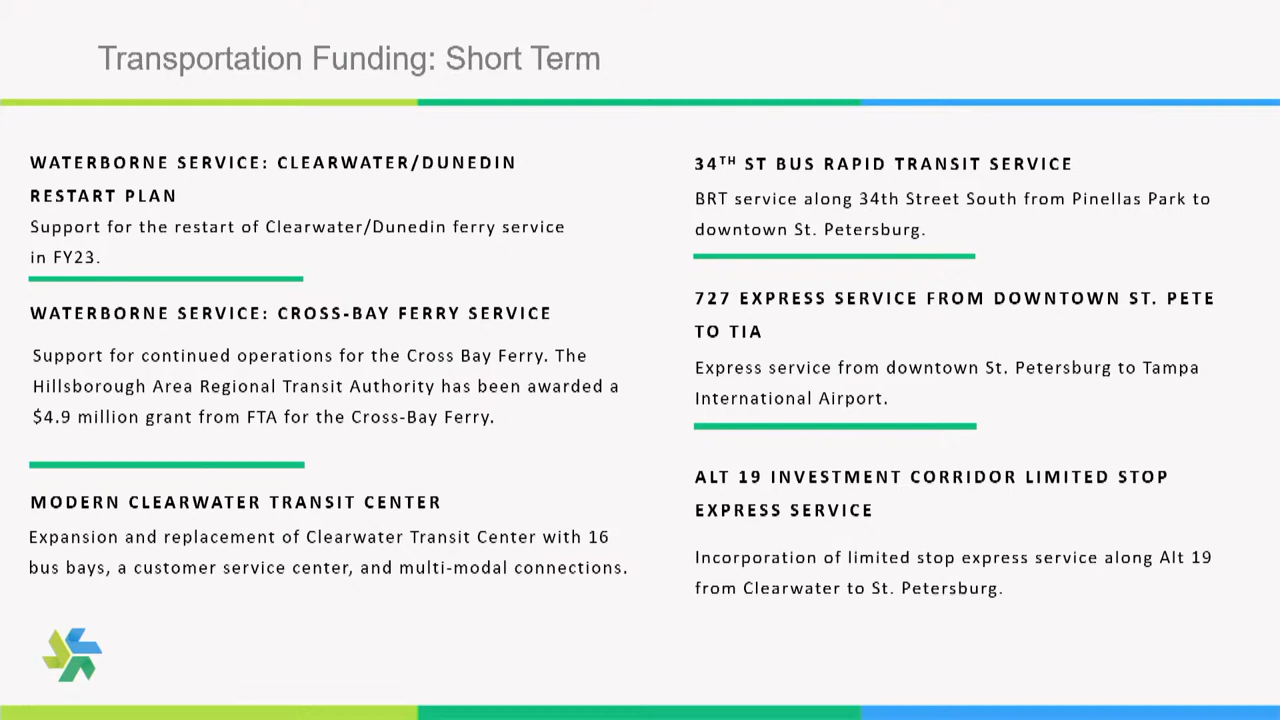 Transportation Funding: Short Term
WATERBORNE SERVICE: CLEARWATER/DUNEDIN
RESTART PLAN
Support for the restart of Clearwater/Dunedin ferry service
in FY23.
WATERBORNE SERVICE: CROSS-BAY FERRY SERVICE
Support for continued operations for the Cross Bay Ferry. The
Hillsborough Area Regional Transit Authority has been awarded a
$4.9 million grant from FTA for the Cross-Bay Ferry.
MODERN CLEARWATER TRANSIT CENTER
Expansion and replacement of Clearwater Transit Center with 16
bus bays, a customer service center, and multi-modal connections.
34TH ST BUS RAPID TRANSIT SERVICE
BRT service along 34th Street South from Pinellas Park to
downtown St. Petersburg.
727 EXPRESS SERVICE FROM DOWNTOWN ST. PETE
TO TIA
Express service from downtown St. Petersburg to Tampa
International Airport.
ALT 19 INVESTMENT CORRIDOR LIMITED STOP
EXPRESS SERVICE
Incorporation of limited stop express service along Alt 19
from Clearwater to St. Petersburg.